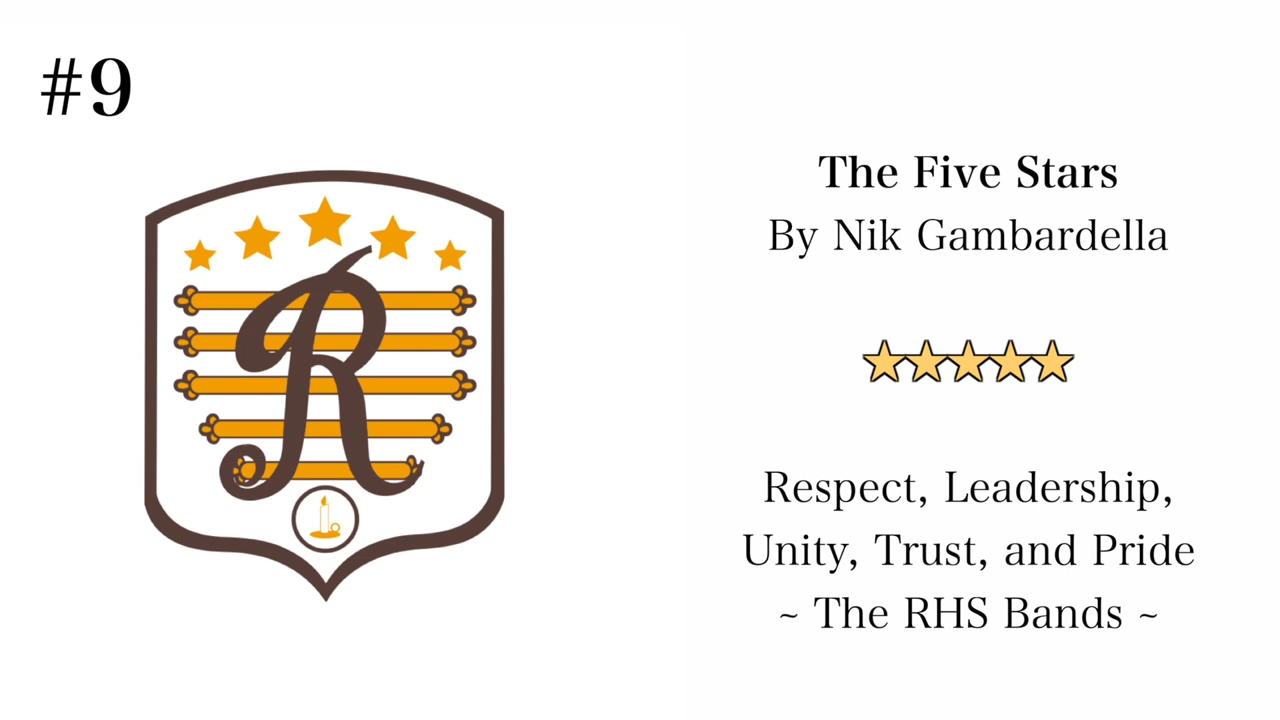 #9
R
The Five Stars
By Nik Gambardella
Respect, Leadership,
Unity, Trust, and Pride
~ The RHS Bands ~